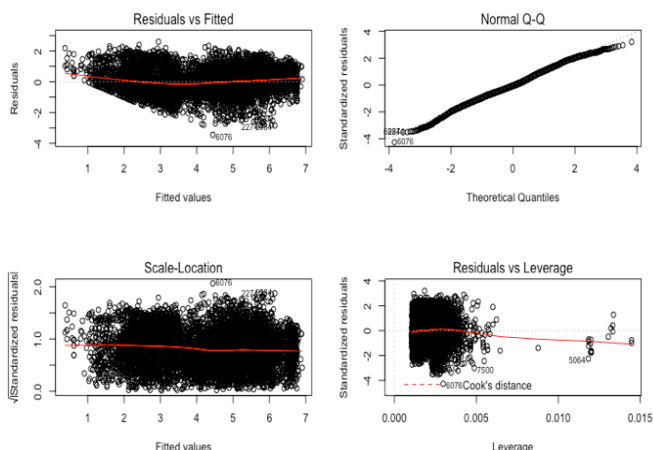 Residuals vs Fitted
Residuals
2
0
-2
-4
6076
1 2 3 4 5 6 7
Fitted values
Normal Q-Q
Standardized residuals
4
2
0
-2
-4
6076
-4 -2 0 2 4
Theoretical Quantiles
Scale-Location
√|Standardized residuals|
2.0
1.0
0.0
6076
1 2 3 4 5 6 7
Fitted values
Residuals vs Leverage
Standardized residuals
4
2
0
-2
-4
5064
7500
6076 Cook's distance
0.000 0.005 0.010 0.015
Leverage